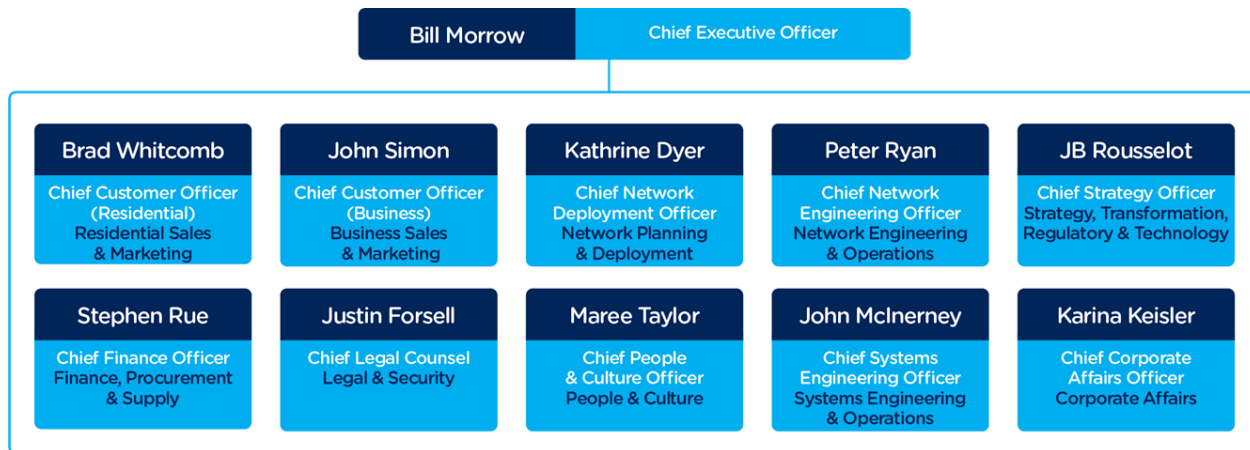 Bill Morrow
Chief Executive Officer
Brad Whitcomb
Chief Customer Officer
(Residential)
Residential Sales
& Marketing
John Simon
Chief Customer Officer
(Business)
Business Sales
& Marketing
Kathrine Dyer
Chief Network
Deployment Officer
Network Planning
& Deployment
Peter Ryan
Chief Network
Engineering Officer
Network Engineering
& Operations
JB Rousselot
Chief Strategy Officer
Strategy, Transformation,
Regulatory & Technology
Stephen Rue
Chief Finance Officer
Finance, Procurement
& Supply
Justin Forsell
Chief Legal Counsel
Legal & Security
Maree Taylor
Chief People
& Culture Officer
People & Culture
John McInerney
Chief Systems
Engineering Officer
Systems Engineering
& Operations
Karina Keisler
Chief Corporate
Affairs Officer
Corporate Affairs